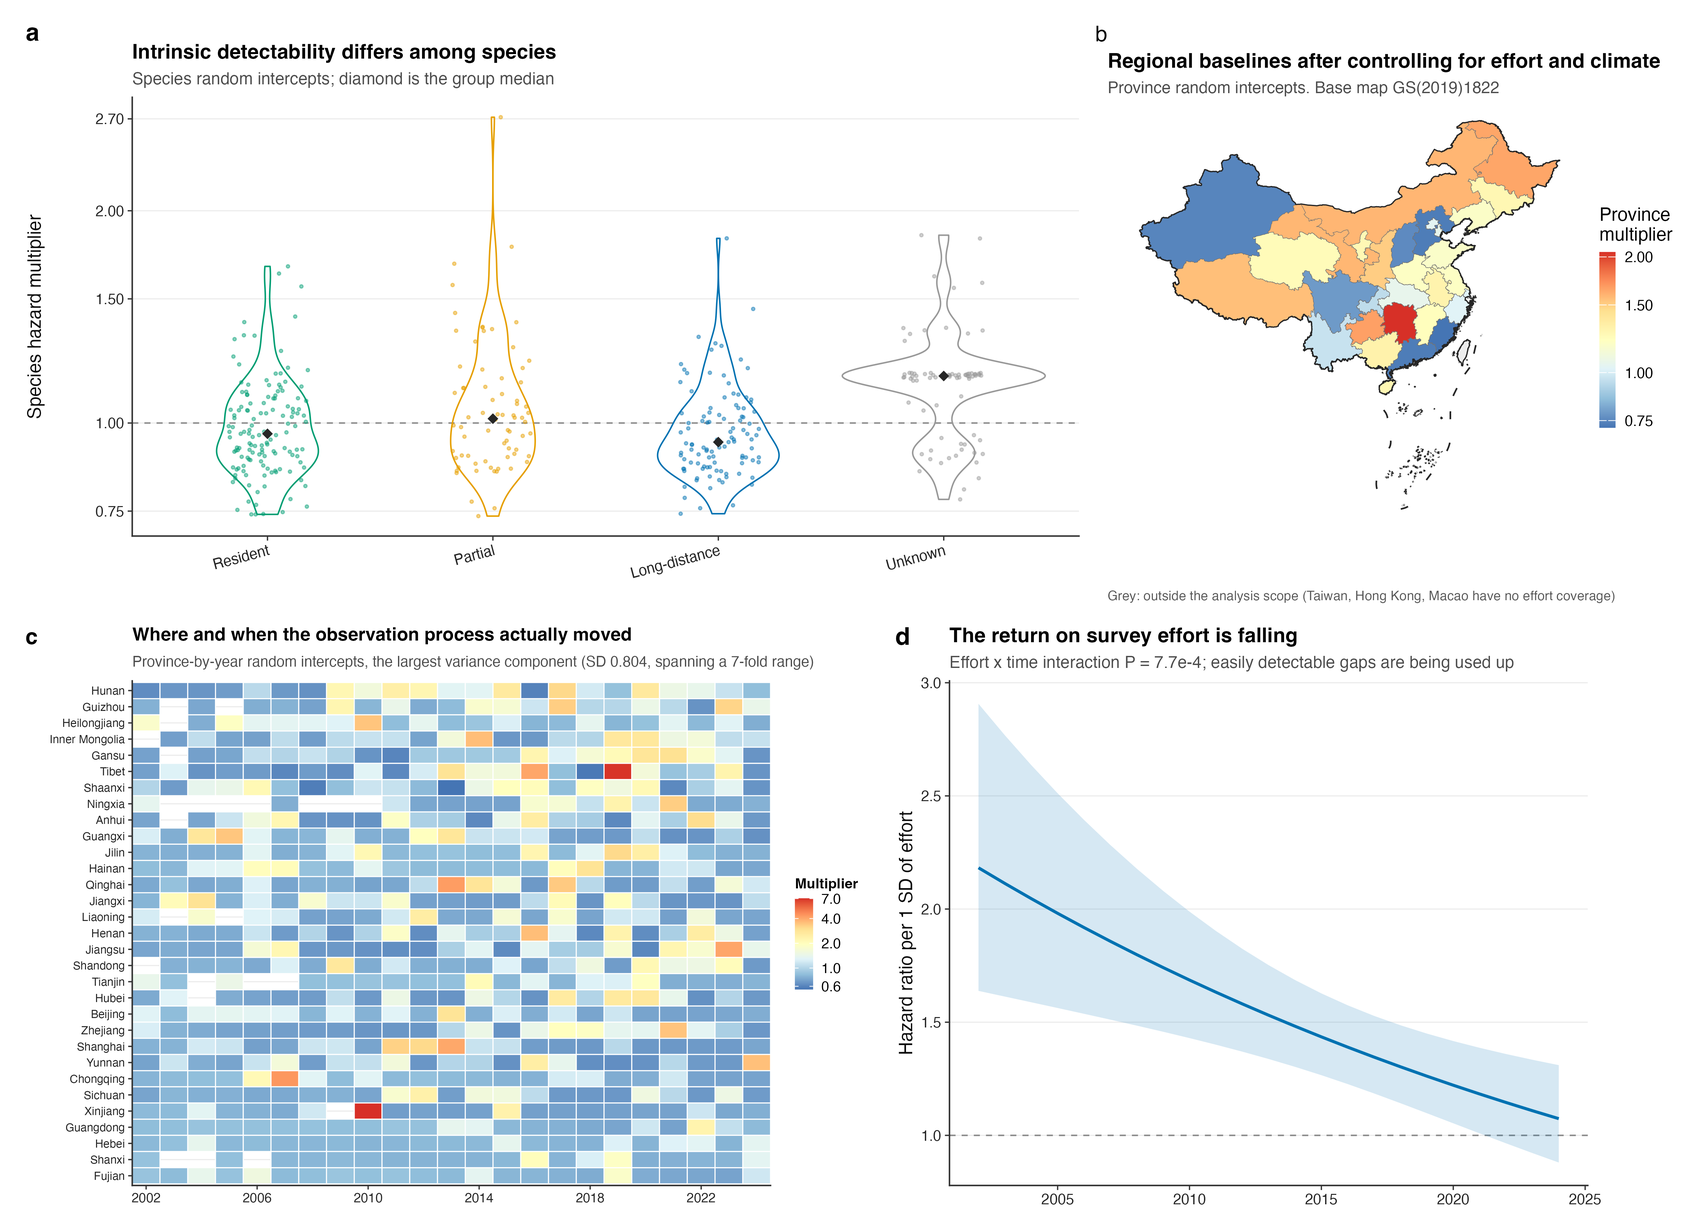 a
Intrinsic detectability differs among species
Species random intercepts; diamond is the group median
Species hazard multiplier
2.70
2.00
1.50
1.00
0.75
Resident
Partial
Long-distance
Unknown
b
Regional baselines after controlling for effort and climate
Province random intercepts. Base map GS(2019)1822
Province
multiplier
2.00
1.50
1.00
0.75
Grey: outside the analysis scope (Taiwan, Hong Kong, Macao have no effort coverage)
c
Where and when the observation process actually moved
Province-by-year random intercepts, the largest variance component (SD 0.804, spanning a 7-fold range)
Hunan
Guizhou
Heilongjiang
Inner Mongolia
Gansu
Tibet
Shaanxi
Ningxia
Anhui
Guangxi
Jilin
Hainan
Qinghai
Jiangxi
Liaoning
Henan
Jiangsu
Shandong
Tianjin
Hubei
Beijing
Zhejiang
Shanghai
Yunnan
Chongqing
Sichuan
Xinjiang
Guangdong
Hebei
Shanxi
Fujian
2002
2006
2010
2014
2018
2022
Multiplier
7.0
4.0
2.0
1.0
0.6
d
The return on survey effort is falling
Effort x time interaction P = 7.7e-4; easily detectable gaps are being used up
Hazard ratio per 1 SD of effort
3.0
2.5
2.0
1.5
1.0
2005
2010
2015
2020
2025